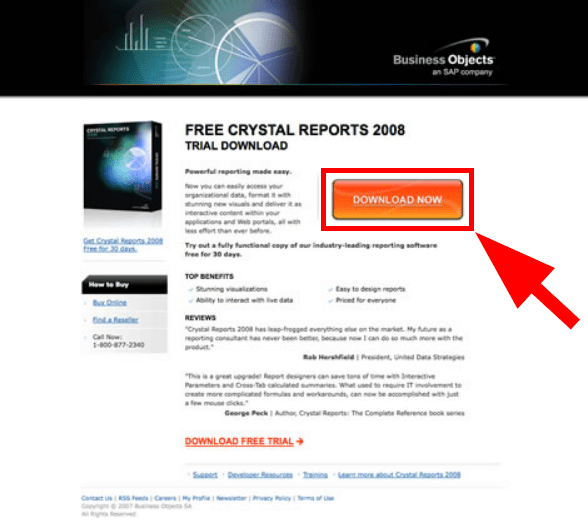 Business Objects
an SAP company
CRYSTAL REPORTS
2008
FREE CRYSTAL REPORTS 2008
TRIAL DOWNLOAD
Powerful reporting made easy.
Now you can easily access your
organizational data, format it with
stunning new visuals and deliver it as
interactive content within your
applications and Web portals, all with
less effort than ever before.
DOWNLOAD NOW
Get Crystal Reports 2008
Free for 30 days.
Try out a fully functional copy of our industry-leading reporting software
free for 30 days.
How to Buy
Buy Online
Find a Reseller
Call Now:
1-800-877-2340
TOP BENEFITS
Stunning visualizations
Easy to design reports
Ability to interact with live data
Priced for everyone
REVIEWS
"Crystal Reports 2008 has leap-frogged everything else on the market. My future as a
reporting consultant has never been better, because now I can do so much more with the
product."
Rob Hershfield | President, United Data Strategies
"This is a great upgrade! Report designers can save tons of time with Interactive
Parameters and Cross-Tab calculated summaries. What used to require IT involvement to
create more complicated formulas and workarounds, can now be accomplished with just
a few mouse clicks."
George Peck | Author, Crystal Reports: The Complete Reference book series
DOWNLOAD FREE TRIAL
Support · Developer Resources · Training · Learn more about Crystal Reports 2008
Contact Us | RSS Feeds | Careers | My Profile | Newsletter | Privacy Policy | Terms of Use
Copyright © 2007 Business Objects SA
All Rights Reserved